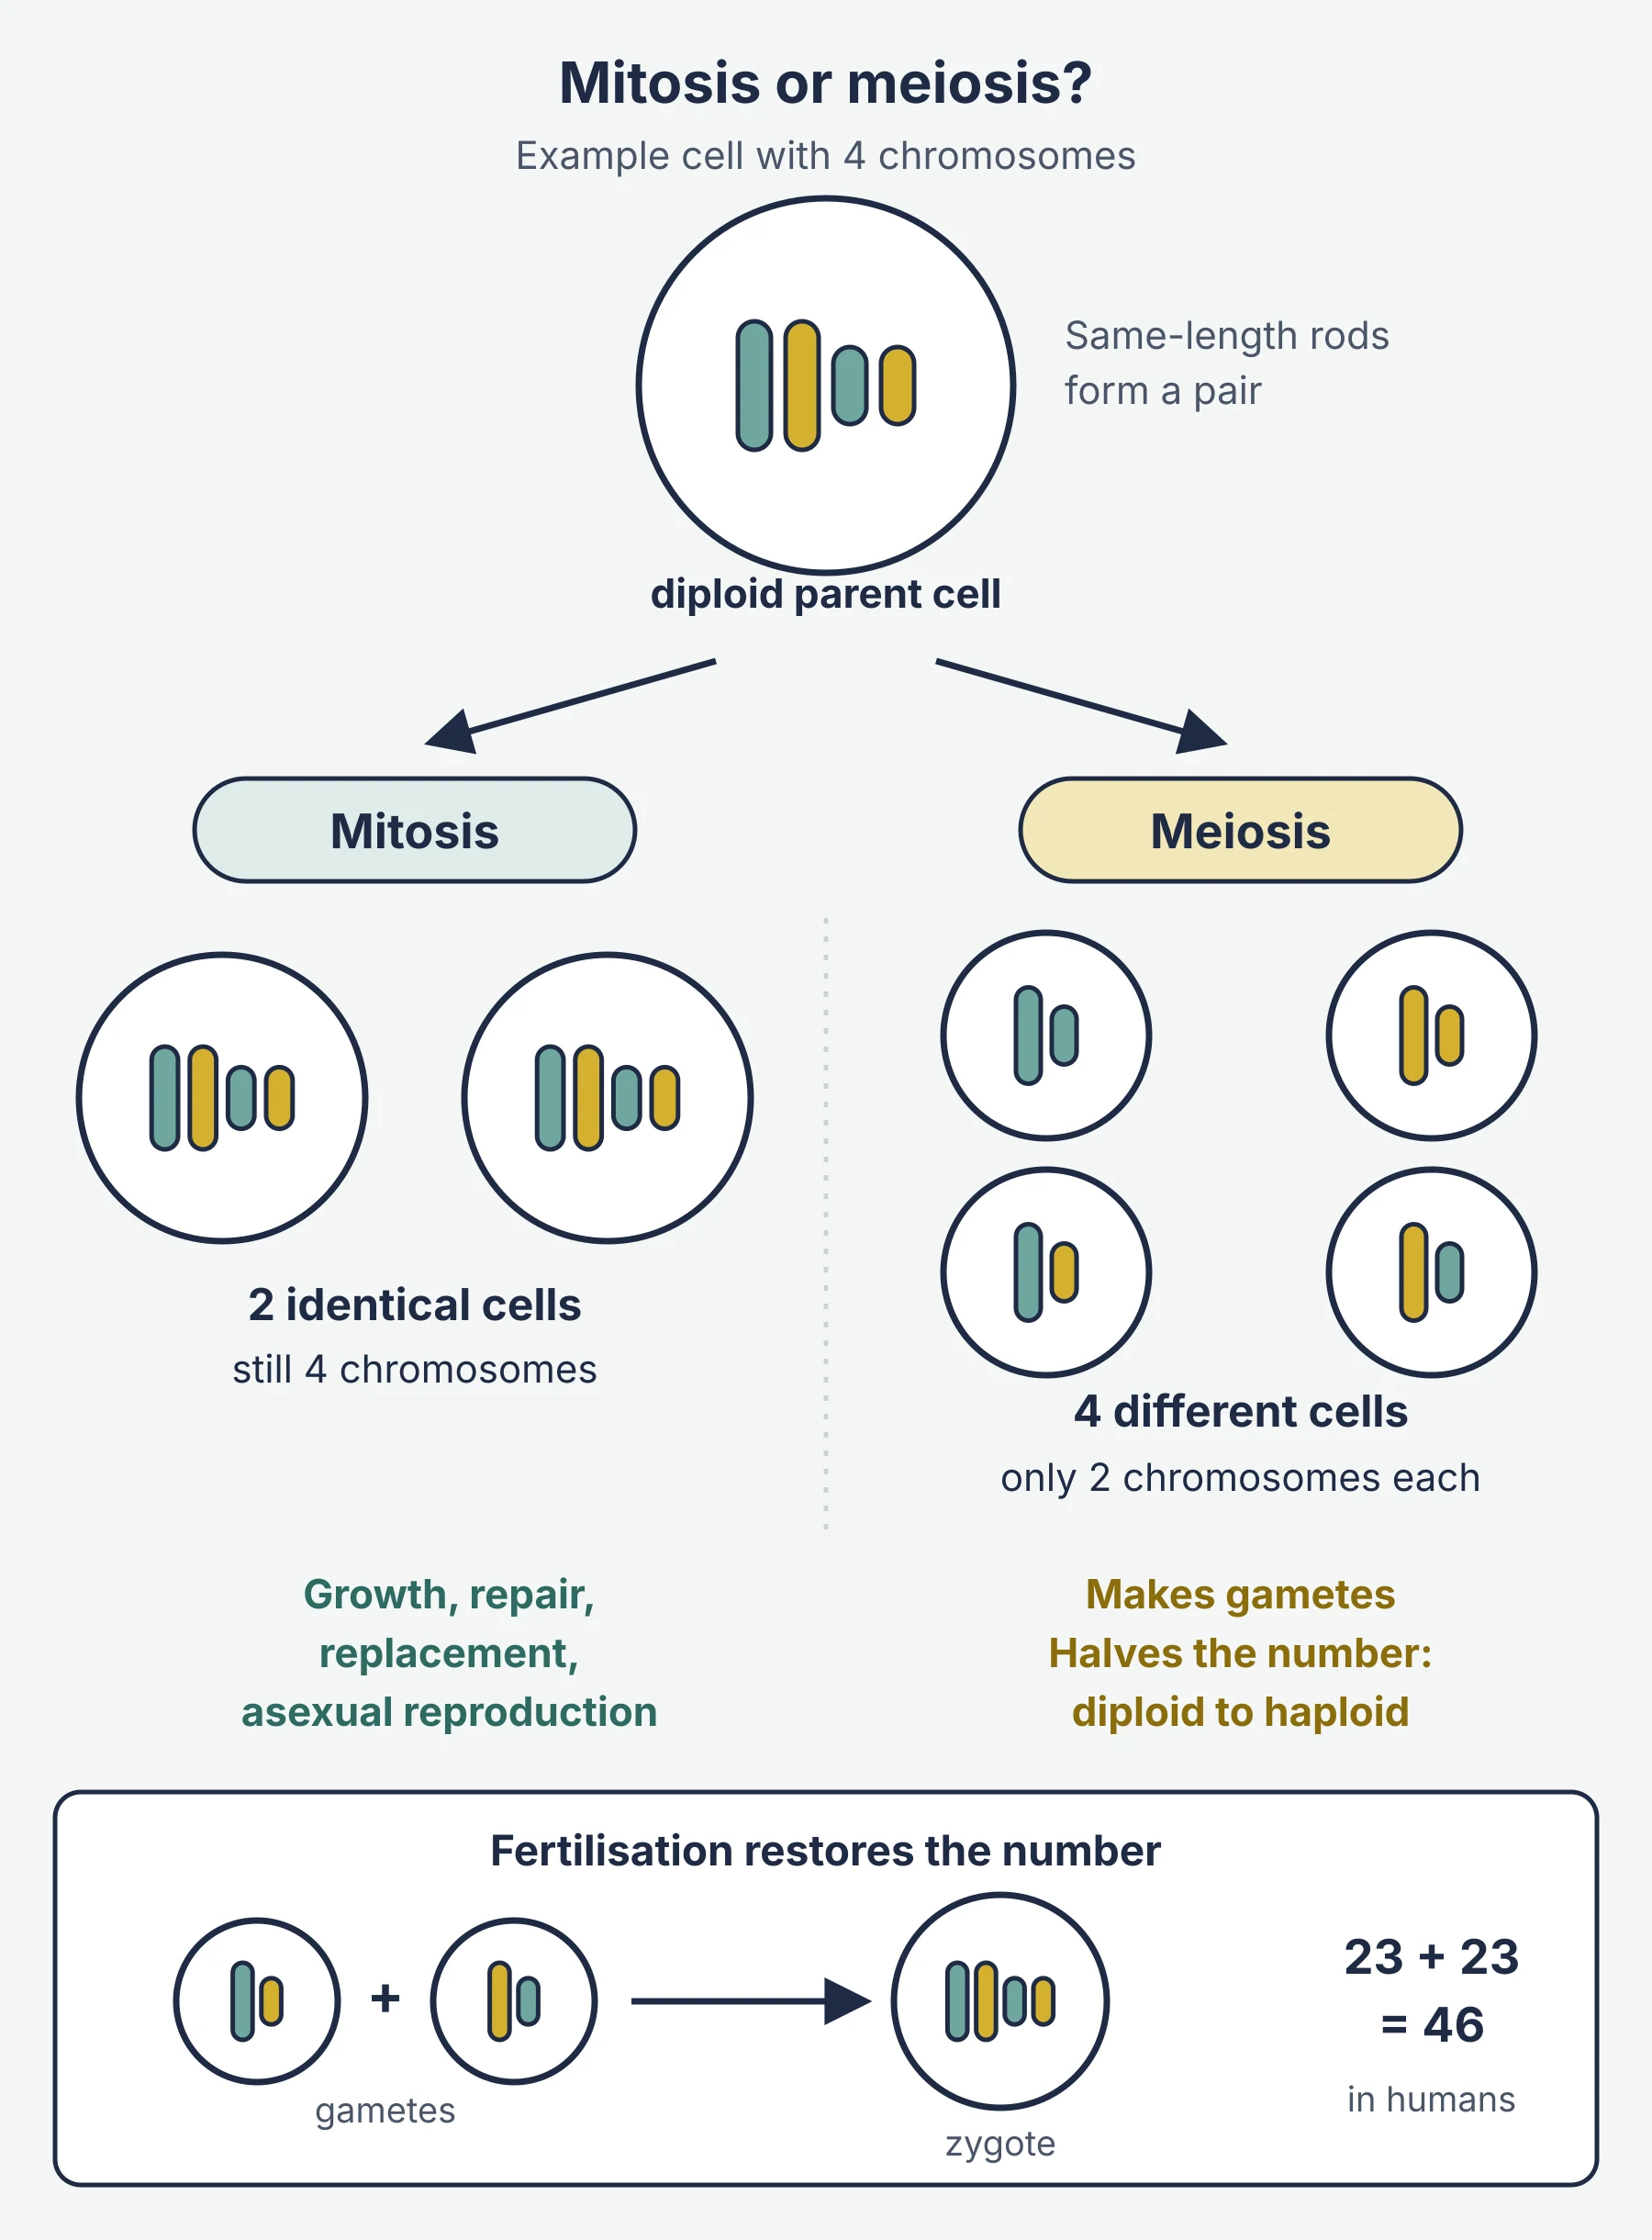 Mitosis or meiosis?
Example cell with 4 chromosomes
Same-length rods
form a pair
diploid parent cell
Mitosis
Meiosis
2 identical cells
still 4 chromosomes
4 different cells
only 2 chromosomes each
Growth, repair,
replacement,
asexual reproduction
Makes gametes
Halves the number:
diploid to haploid
Fertilisation restores the number
+
gametes
zygote
23 + 23
= 46
in humans